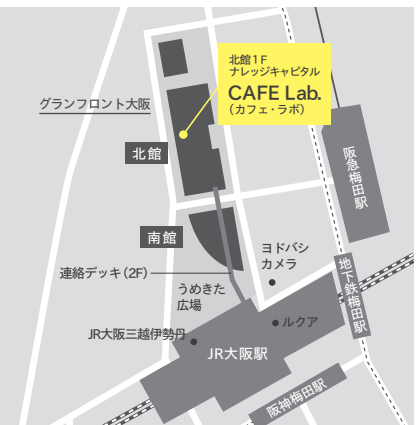 北館1F
ナレッジキャピタル
CAFE Lab.
（カフェ・ラボ）
グランフロント大阪
北館
阪急梅田駅
南館
ヨドバシ
カメラ
連絡デッキ（2F）
うめきた
広場
地下鉄梅田駅
JR大阪三越伊勢丹
ルクア
JR大阪駅
阪神梅田駅